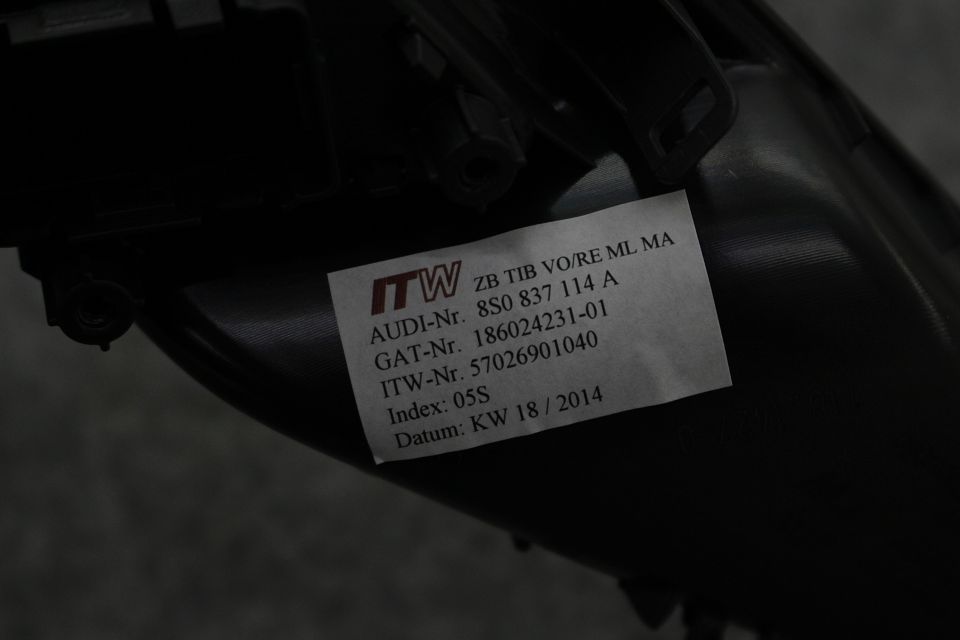 ITW ZB TIB VO/RE ML MA
AUDI-Nr. 8S0 837 114 A
GAT-Nr. 186024231-01
ITW-Nr. 57026901040
Index: 05S
Datum: KW 18 / 2014